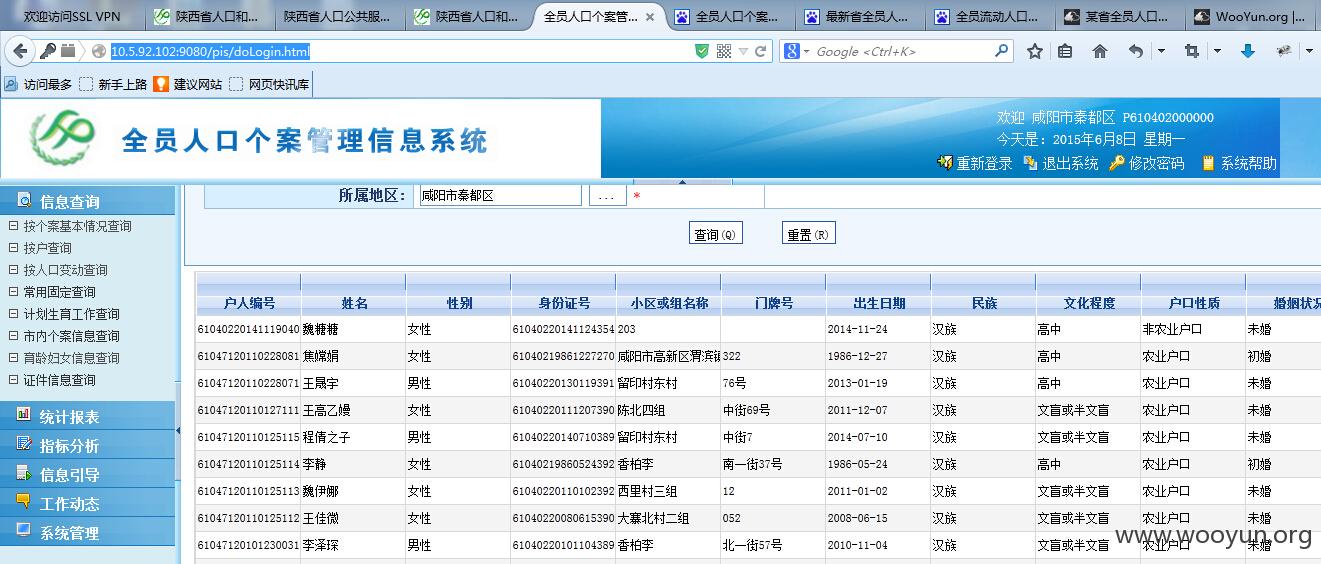 欢迎访问SSL VPN 陕西省人口和... 陕西省人口公共服... 陕西省人口和... 全员人口个案管... 全员人口个案... 最新省全员人... 全员流动人口... 某省全员人口... WooYun.org |...
10.5.92.102:9080/pis/doLogin.html Google <Ctrl+K>
访问最多 新手上路 建议网站 网页快讯库
全员人口个案管理信息系统
欢迎 咸阳市秦都区 P610402000000
今天是：2015年6月8日 星期一
重新登录 退出系统 修改密码 系统帮助
信息查询
按个案基本情况查询
按户查询
按人口变动查询
常用固定查询
计划生育工作查询
市内个案信息查询
育龄妇女信息查询
证件信息查询
统计报表
指标分析
信息引导
工作动态
系统管理
所属地区： 咸阳市秦都区 ... *
查询(Q) 重置(R)
户人编号 姓名 性别 身份证号 小区或组名称 门牌号 出生日期 民族 文化程度 户口性质 婚姻状况
61040220141119040 魏糖糖 女性 61040220141124354 203 2014-11-24 汉族 高中 非农业户口 未婚
61047120110228081 焦嫦娟 女性 61040219861227270 咸阳市高新区渭滨镇 322 1986-12-27 汉族 高中 农业户口 初婚
61047120110228071 王晟宇 男性 61040220130119391 留印村东村 76号 2013-01-19 汉族 高中 农业户口 未婚
61047120110127111 王高乙嫚 女性 61040220111207390 陈北四组 中街69号 2011-12-07 汉族 文盲或半文盲 农业户口 未婚
61047120110125115 程倩之子 男性 61040220140710389 留印村东村 中街7 2014-07-10 汉族 文盲或半文盲 农业户口 未婚
61047120110125114 李静 女性 61040219860524392 香柏李 南一街37号 1986-05-24 汉族 高中 农业户口 初婚
61047120110125113 魏伊娜 女性 61040220110102392 西里村三组 12 2011-01-02 汉族 文盲或半文盲 农业户口 未婚
61047120110125112 王佳微 女性 61040220080615390 大寨北村二组 052 2008-06-15 汉族 文盲或半文盲 农业户口 未婚
61047120101230031 李泽琛 男性 61040220101104389 香柏李 北一街57号 2010-11-04 汉族 文盲或半文盲 农业户口 未婚
www.wooyun.org